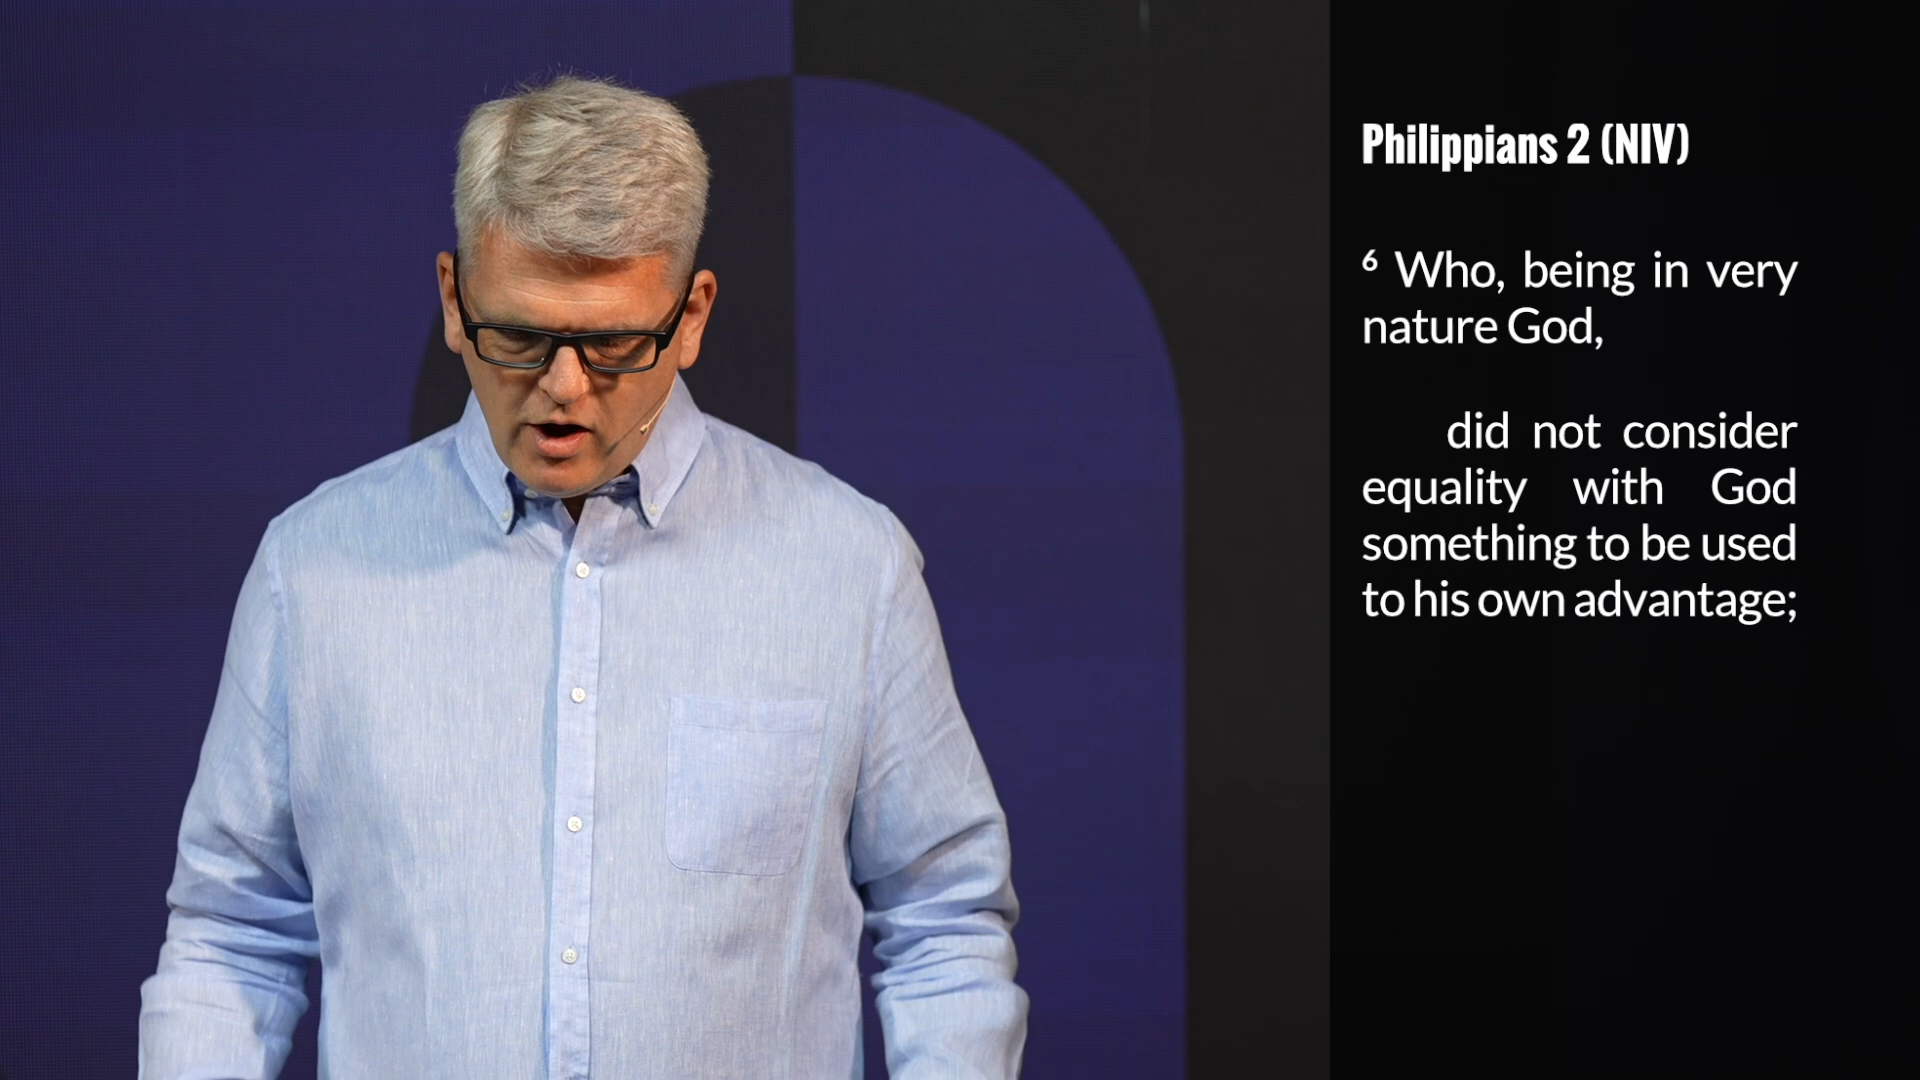 Philippians 2 (NIV)
⁶ Who, being in very
nature God,
did not consider
equality with God
something to be used
to his own advantage;